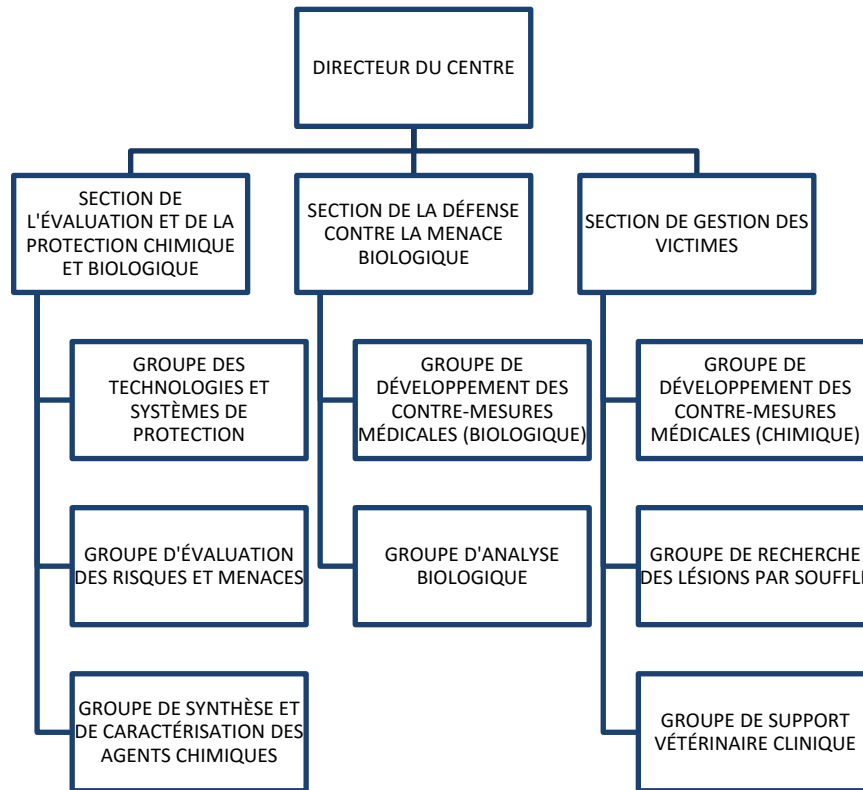 DIRECTEUR DU CENTRE
SECTION DE
L'ÉVALUATION ET DE LA
PROTECTION CHIMIQUE
ET BIOLOGIQUE
SECTION DE LA DÉFENSE
CONTRE LA MENACE
BIOLOGIQUE
SECTION DE GESTION DES
VICTIMES
GROUPE DES
TECHNOLOGIES ET
SYSTÈMES DE
PROTECTION
GROUPE DE
DÉVELOPPEMENT DES
CONTRE-MESURES
MÉDICALES (BIOLOGIQUE)
GROUPE DE
DÉVELOPPEMENT DES
CONTRE-MESURES
MÉDICALES (CHIMIQUE)
GROUPE D'ÉVALUATION
DES RISQUES ET MENACES
GROUPE D'ANALYSE
BIOLOGIQUE
GROUPE DE RECHERCHE
DES LÉSIONS PAR SOUFFLE
GROUPE DE SYNTHÈSE ET
DE CARACTÉRISATION DES
AGENTS CHIMIQUES
GROUPE DE SUPPORT
VÉTÉRINAIRE CLINIQUE